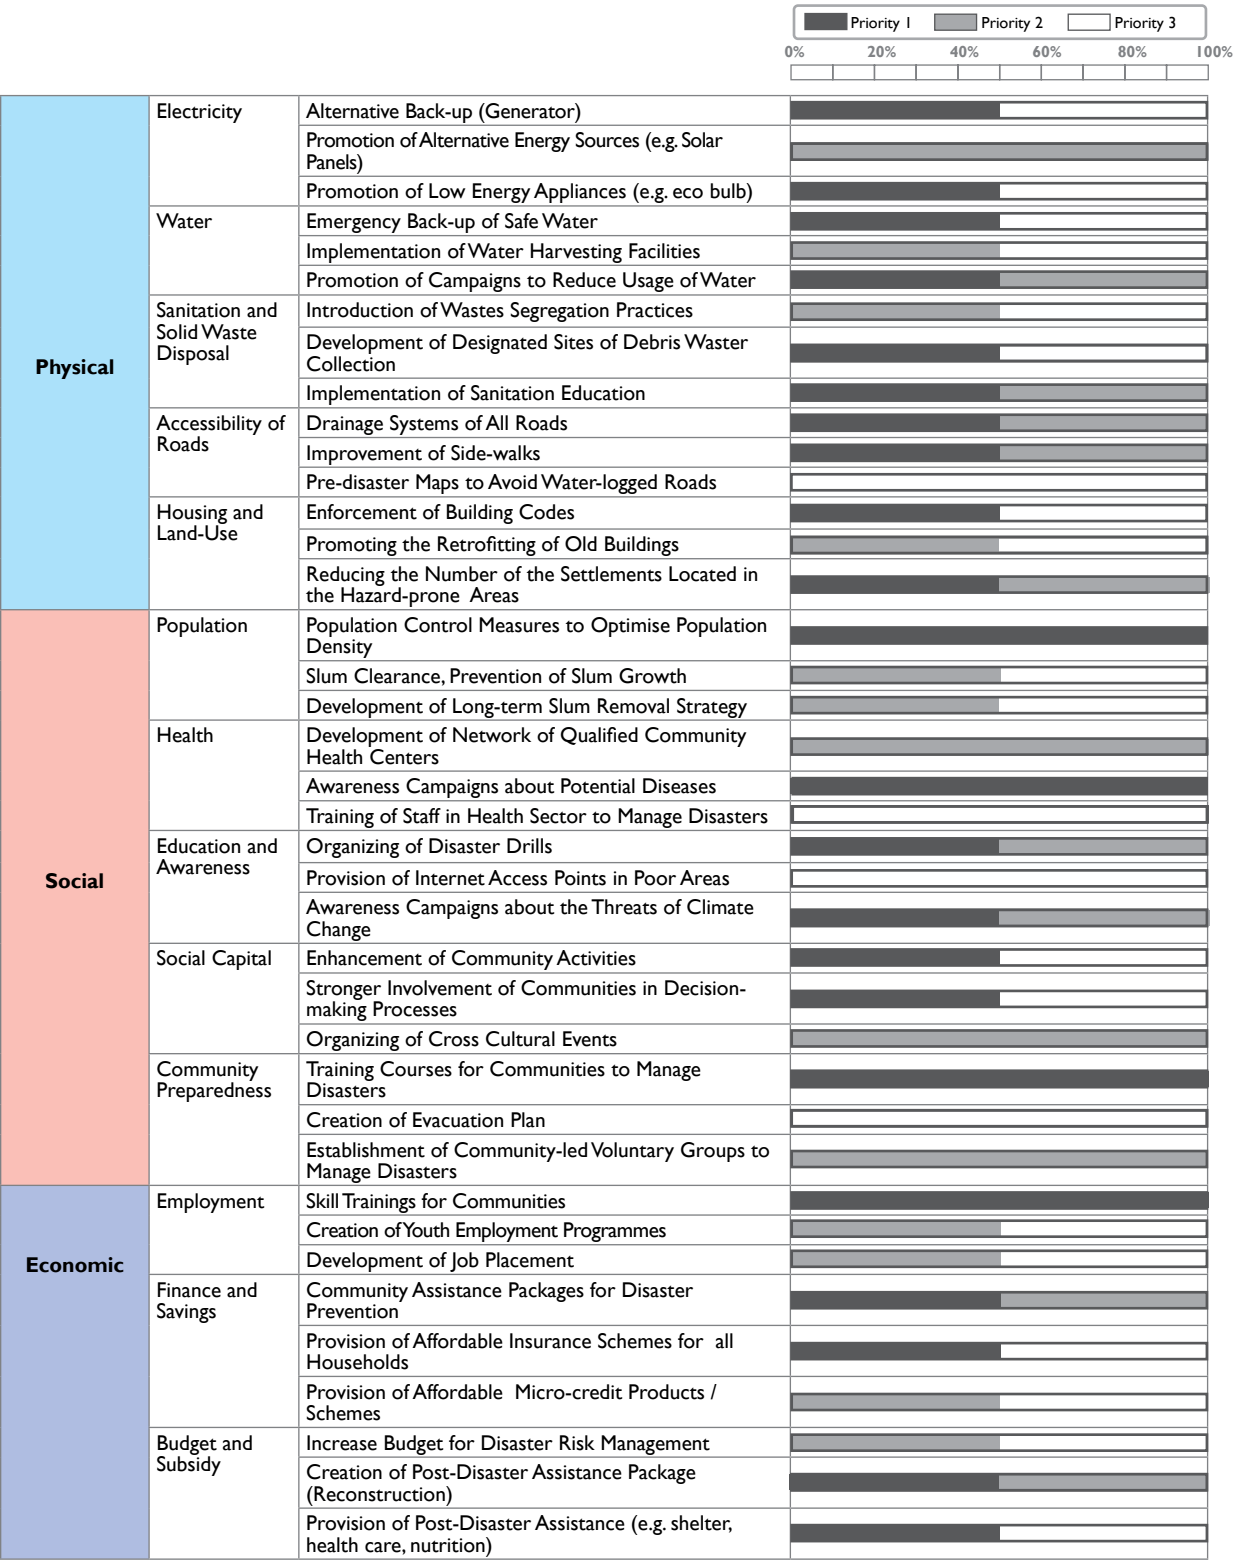 Priority 1 Priority 2 Priority 3
0% 20% 40% 60% 80% 100%
Physical
Electricity
Alternative Back-up (Generator)
Promotion of Alternative Energy Sources (e.g. Solar
Panels)
Promotion of Low Energy Appliances (e.g. eco bulb)
Water
Emergency Back-up of Safe Water
Implementation of Water Harvesting Facilities
Promotion of Campaigns to Reduce Usage of Water
Sanitation and
Solid Waste
Disposal
Introduction of Wastes Segregation Practices
Development of Designated Sites of Debris Waster
Collection
Implementation of Sanitation Education
Accessibility of
Roads
Drainage Systems of All Roads
Improvement of Side-walks
Pre-disaster Maps to Avoid Water-logged Roads
Housing and
Land-Use
Enforcement of Building Codes
Promoting the Retrofitting of Old Buildings
Reducing the Number of the Settlements Located in
the Hazard-prone Areas
Social
Population
Population Control Measures to Optimise Population
Density
Slum Clearance, Prevention of Slum Growth
Development of Long-term Slum Removal Strategy
Health
Development of Network of Qualified Community
Health Centers
Awareness Campaigns about Potential Diseases
Training of Staff in Health Sector to Manage Disasters
Education and
Awareness
Organizing of Disaster Drills
Provision of Internet Access Points in Poor Areas
Awareness Campaigns about the Threats of Climate
Change
Social Capital
Enhancement of Community Activities
Stronger Involvement of Communities in Decision-
making Processes
Organizing of Cross Cultural Events
Community
Preparedness
Training Courses for Communities to Manage
Disasters
Creation of Evacuation Plan
Establishment of Community-led Voluntary Groups to
Manage Disasters
Economic
Employment
Skill Trainings for Communities
Creation of Youth Employment Programmes
Development of Job Placement
Finance and
Savings
Community Assistance Packages for Disaster
Prevention
Provision of Affordable Insurance Schemes for all
Households
Provision of Affordable Micro-credit Products /
Schemes
Budget and
Subsidy
Increase Budget for Disaster Risk Management
Creation of Post-Disaster Assistance Package
(Reconstruction)
Provision of Post-Disaster Assistance (e.g. shelter,
health care, nutrition)